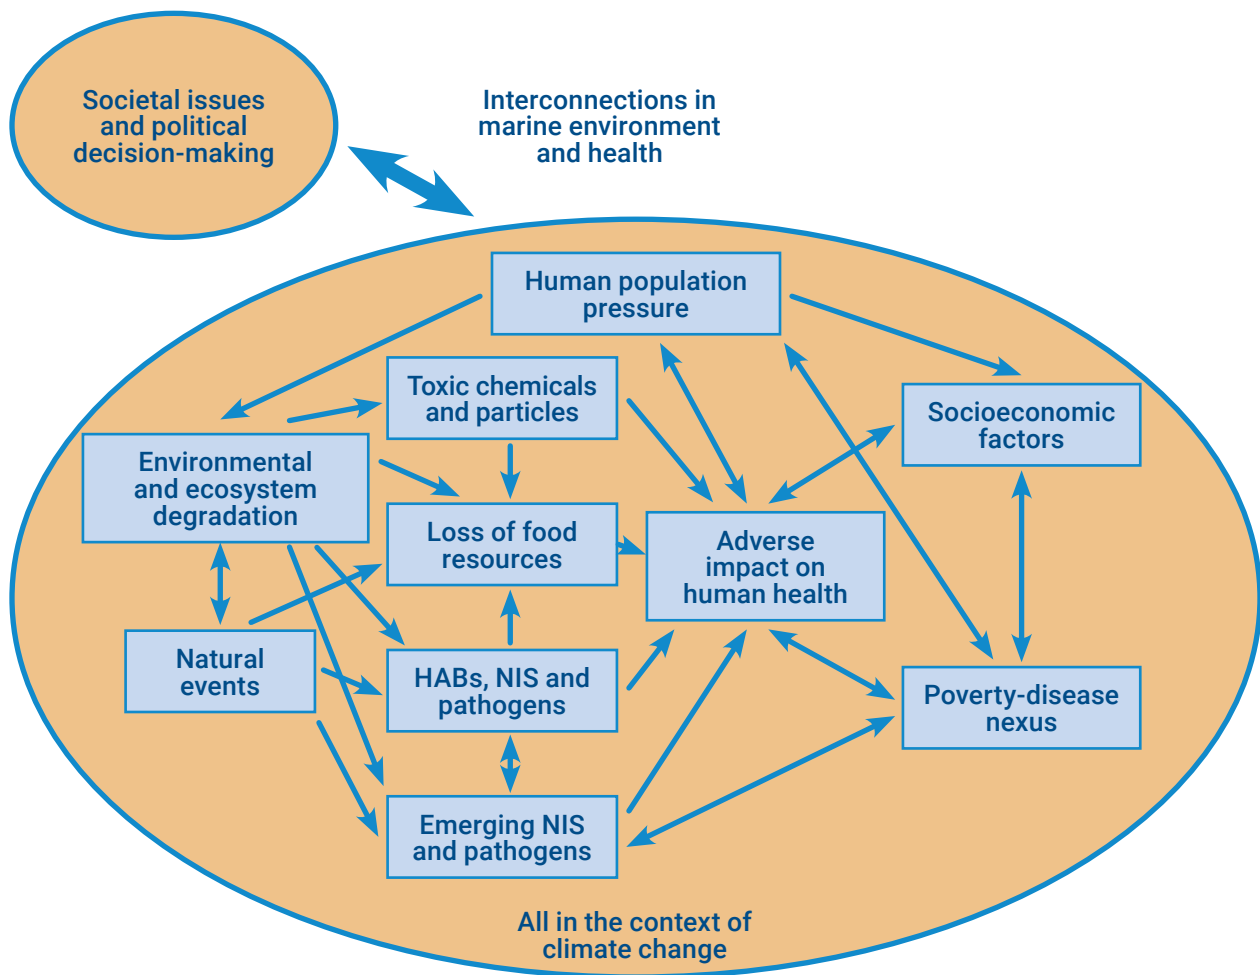 Societal issues
and political
decision-making
Interconnections in
marine environment
and health
Human population
pressure
Toxic chemicals
and particles
Socioeconomic
factors
Environmental
and ecosystem
degradation
Loss of food
resources
Adverse
impact on
human health
Natural
events
HABs, NIS and
pathogens
Poverty-disease
nexus
Emerging NIS
and pathogens
All in the context of
climate change